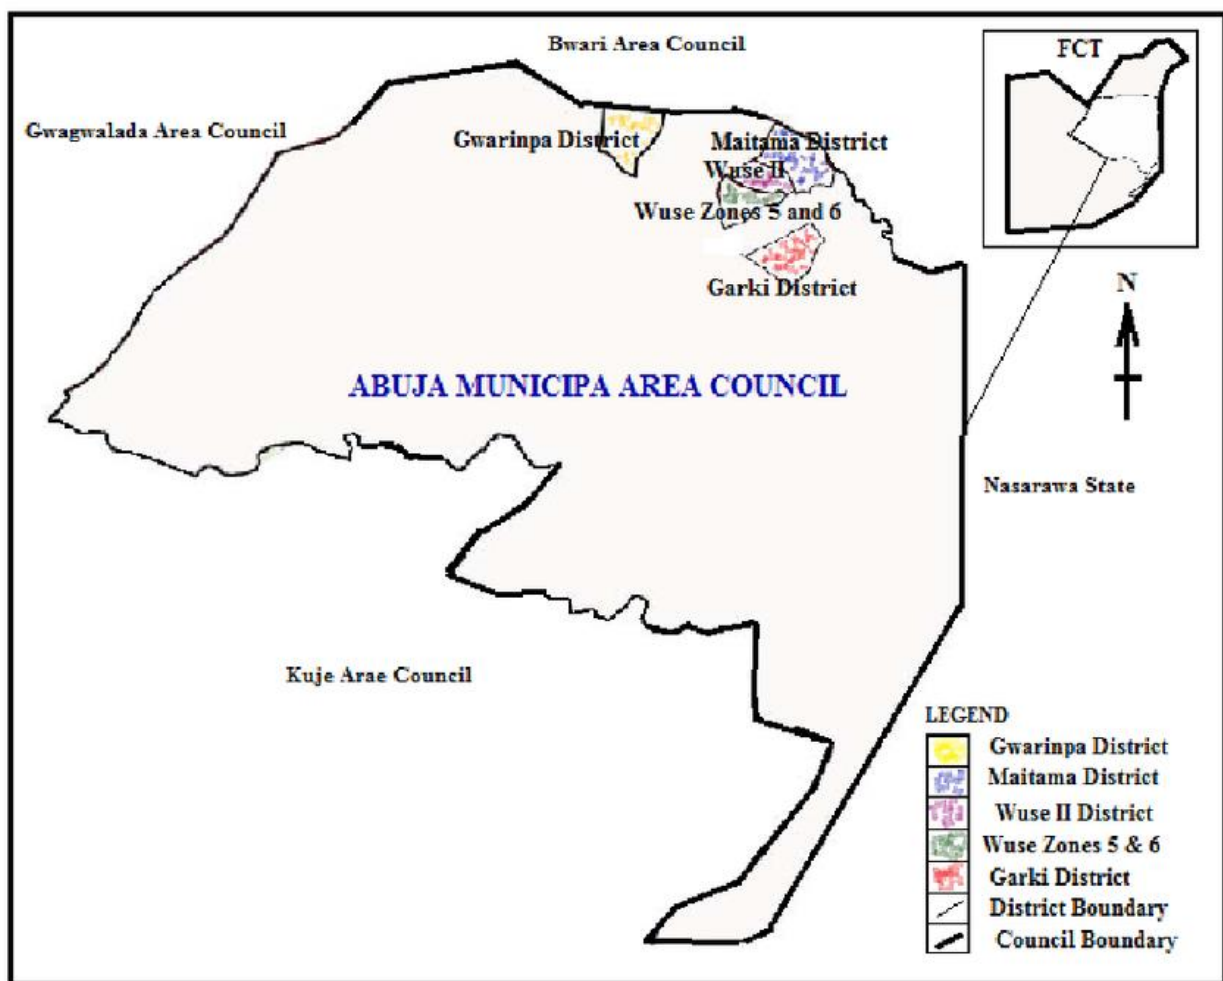 Bwari Area Council
FCT
Gwagwalada Area Council
Gwarinpa District
Maitama District
Wuse II
Wuse Zones 5 and 6
Garki District
N
ABUJA MUNICIPA AREA COUNCIL
Nasarawa State
Kuje Arae Council
LEGEND
Gwarinpa District
Maitama District
Wuse II District
Wuse Zones 5 & 6
Garki District
District Boundary
Council Boundary